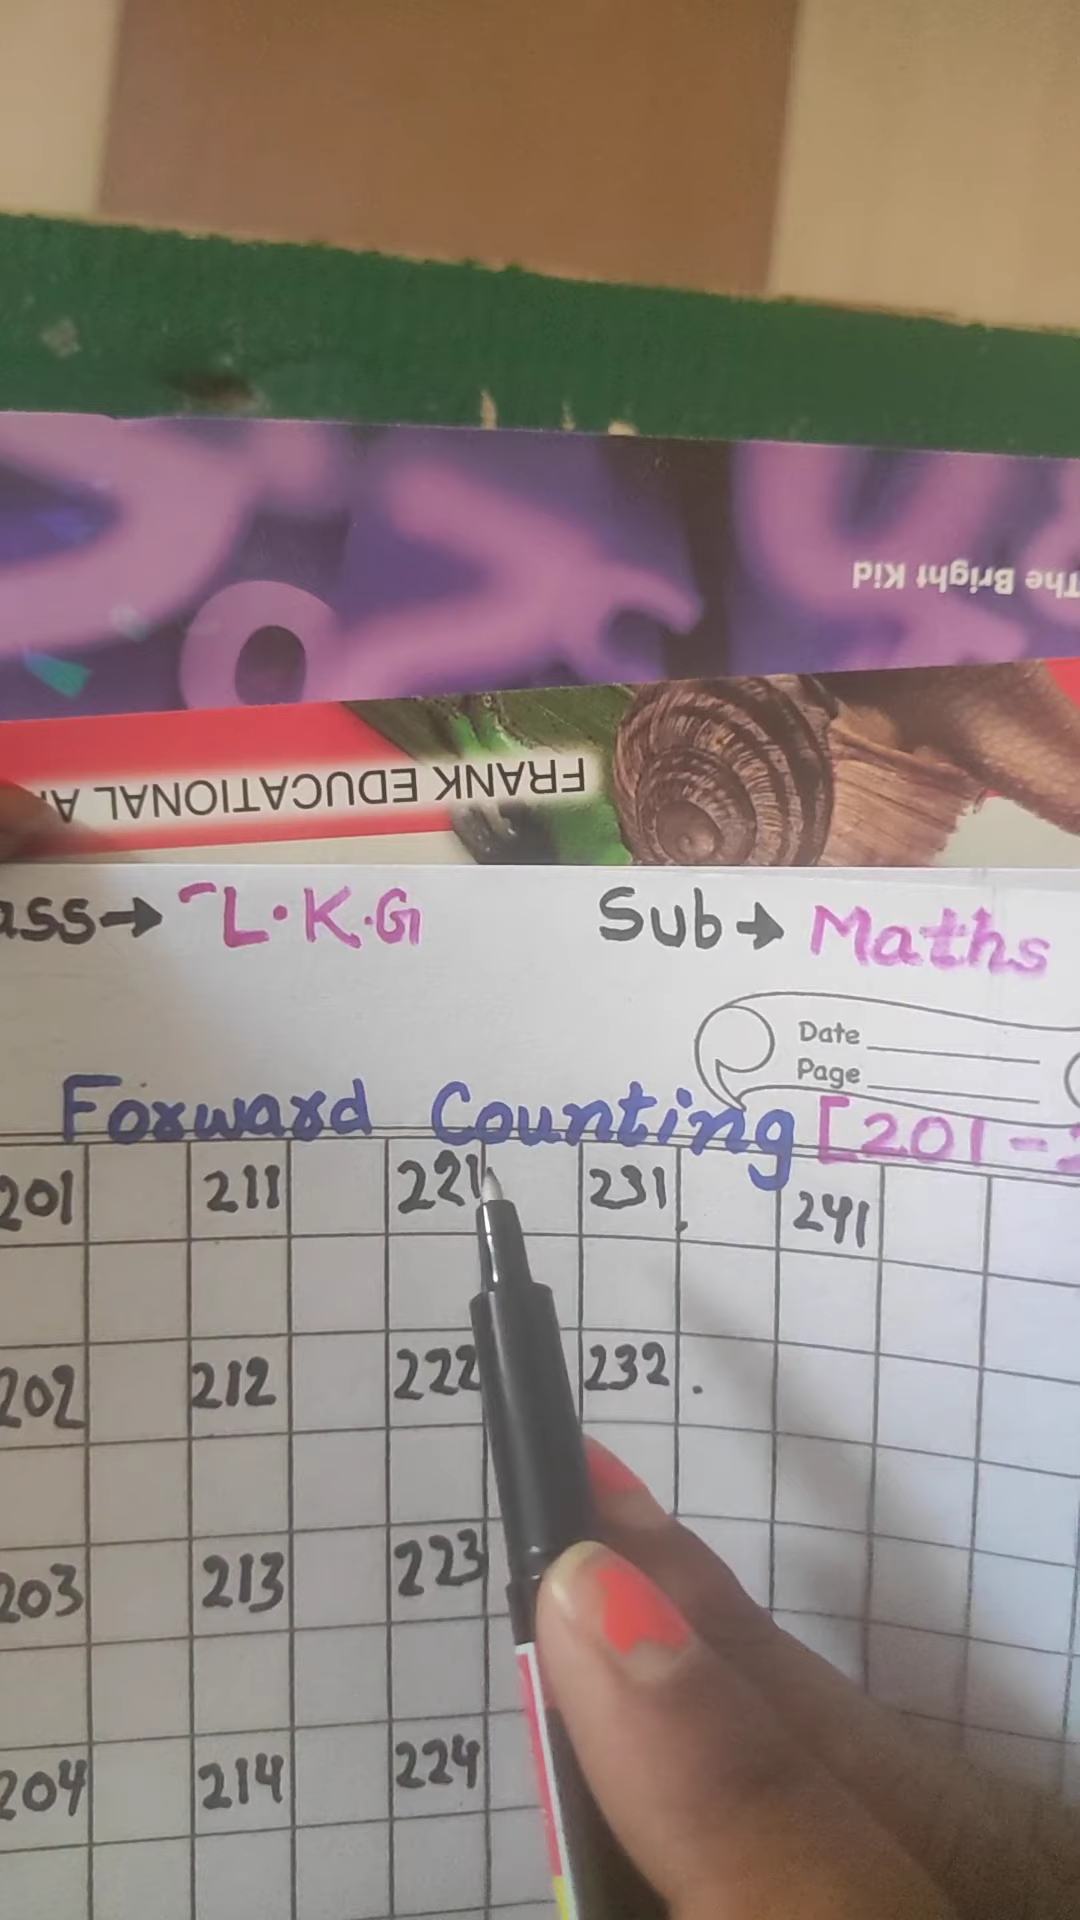 The Bright Kid
FRANK EDUCATIONAL
ass→ L.K.G Sub→ Maths
Date
Page
Forward Counting [201-
201 211 221 231 241
202 212 222 232
203 213 223
204 214 224